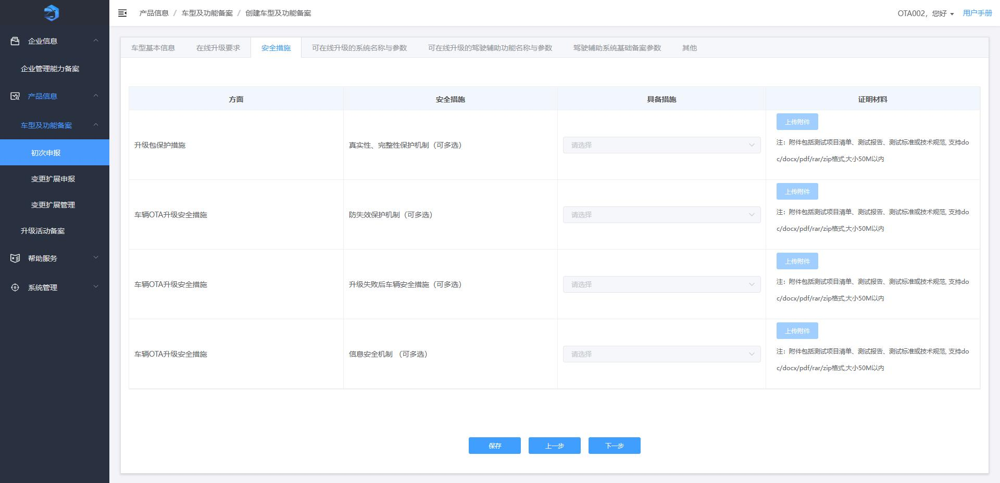 产品信息 / 车型及功能备案 / 创建车型及功能备案
OTA002，您好
用户手册
企业信息
企业管理能力备案
产品信息
车型及功能备案
初次申报
变更扩展申报
变更扩展管理
升级活动备案
帮助服务
系统管理
车型基本信息
在线升级要求
安全措施
可在线升级的系统名称与参数
可在线升级的驾驶辅助功能名称与参数
驾驶辅助系统基础备案参数
其他
方面
安全措施
具备措施
证明材料
升级包保护措施
真实性、完整性保护机制（可多选）
请选择
上传附件
注：附件包括测试项目清单、测试报告、测试标准或技术规范, 支持do
c/docx/pdf/rar/zip格式,大小50M以内
车辆OTA升级安全措施
防失效保护机制（可多选）
请选择
上传附件
注：附件包括测试项目清单、测试报告、测试标准或技术规范, 支持do
c/docx/pdf/rar/zip格式,大小50M以内
车辆OTA升级安全措施
升级失败后车辆安全措施（可多选）
请选择
上传附件
注：附件包括测试项目清单、测试报告、测试标准或技术规范, 支持do
c/docx/pdf/rar/zip格式,大小50M以内
车辆OTA升级安全措施
信息安全机制 （可多选）
请选择
上传附件
注：附件包括测试项目清单、测试报告、测试标准或技术规范, 支持do
c/docx/pdf/rar/zip格式,大小50M以内
保存
上一步
下一步